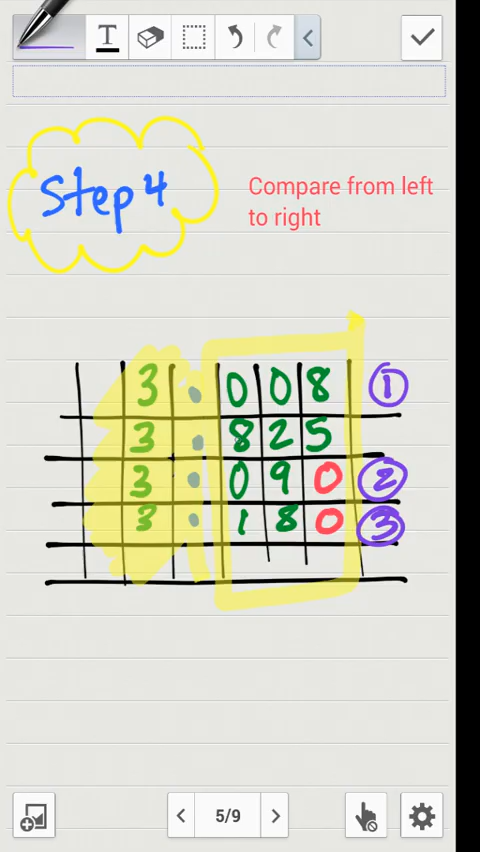 T
Step 4
Compare from left
to right
3 . 0 0 8 ①
3 . 8 2 5
3 . 0 9 0 ②
3 . 1 8 0 ③
5/9